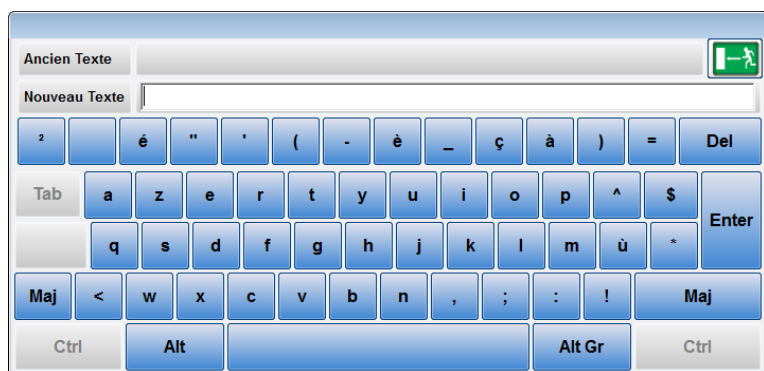 Ancien Texte
Nouveau Texte
² é " ' ( - è _ ç à ) = Del
Tab a z e r t y u i o p ^ $ Enter
q s d f g h j k l m ù *
Maj < w x c v b n , ; : ! Maj
Ctrl Alt Alt Gr Ctrl